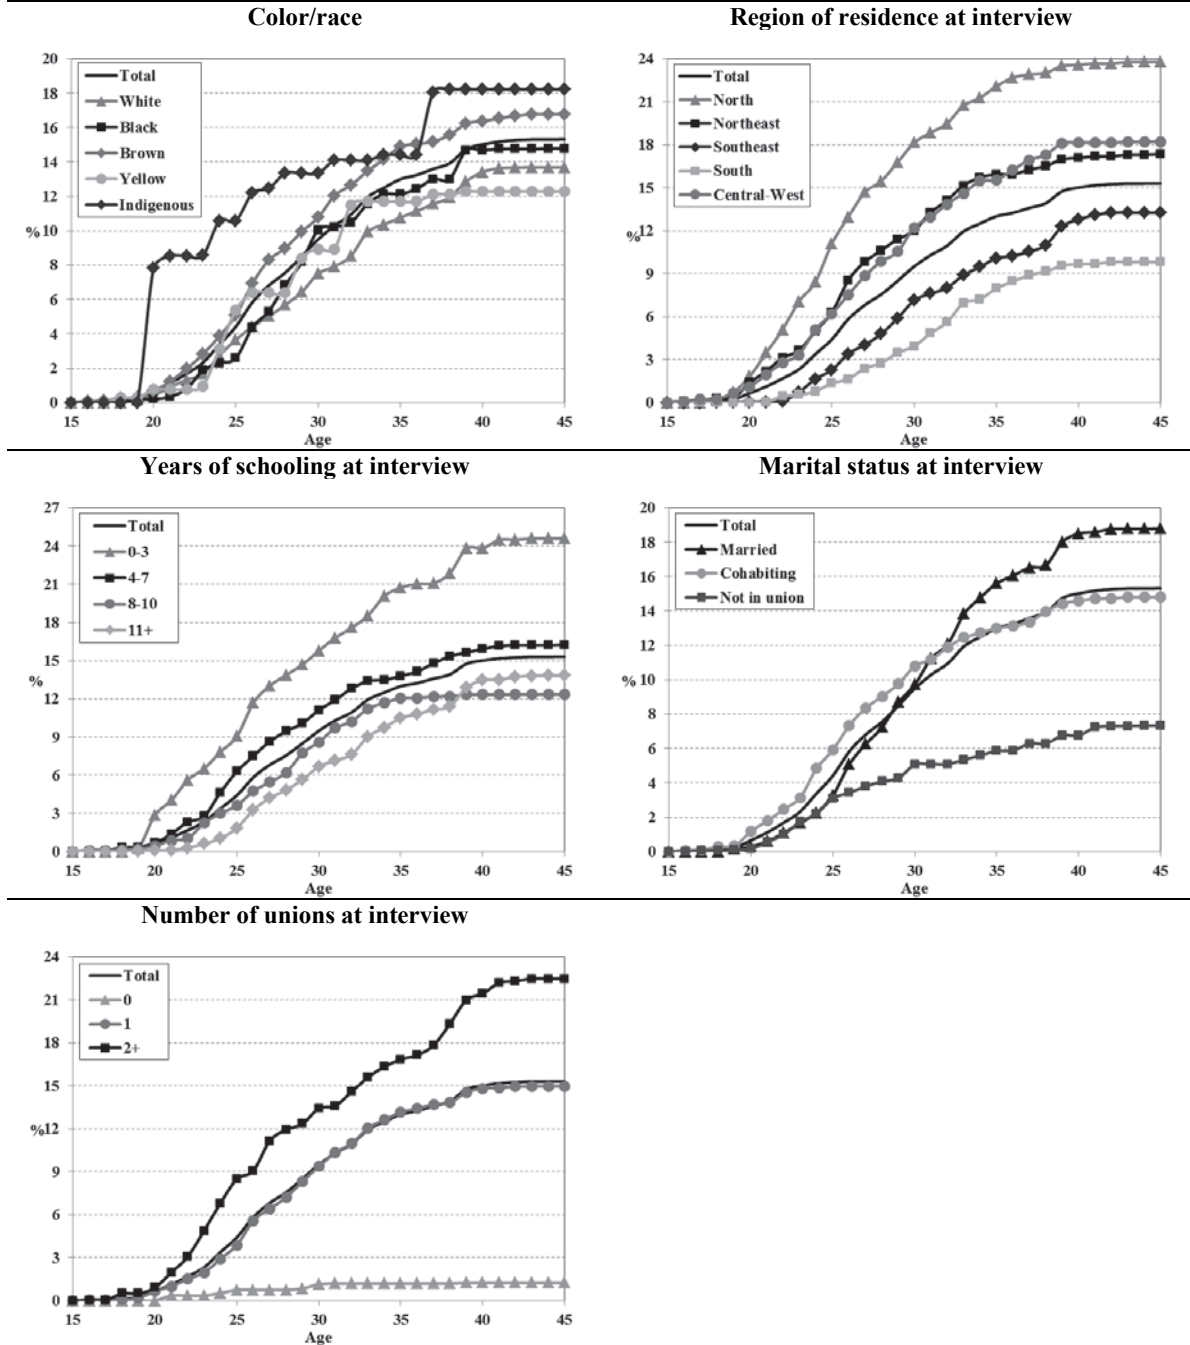 Color/race
Region of residence at interview
20
18
16
14
12
10
8
6
4
2
0
%
Total
White
Black
Brown
Yellow
Indigenous
15 20 25 30 35 40 45
Age
24
21
18
15
12
9
6
3
0
%
Total
North
Northeast
Southeast
South
Central-West
15 20 25 30 35 40 45
Age
Years of schooling at interview
Marital status at interview
27
24
21
18
15
12
9
6
3
0
%
Total
0-3
4-7
8-10
11+
15 20 25 30 35 40 45
Age
20
18
16
14
12
10
8
6
4
2
0
%
Total
Married
Cohabiting
Not in union
15 20 25 30 35 40 45
Age
Number of unions at interview
24
21
18
15
12
9
6
3
0
%
Total
0
1
2+
15 20 25 30 35 40 45
Age